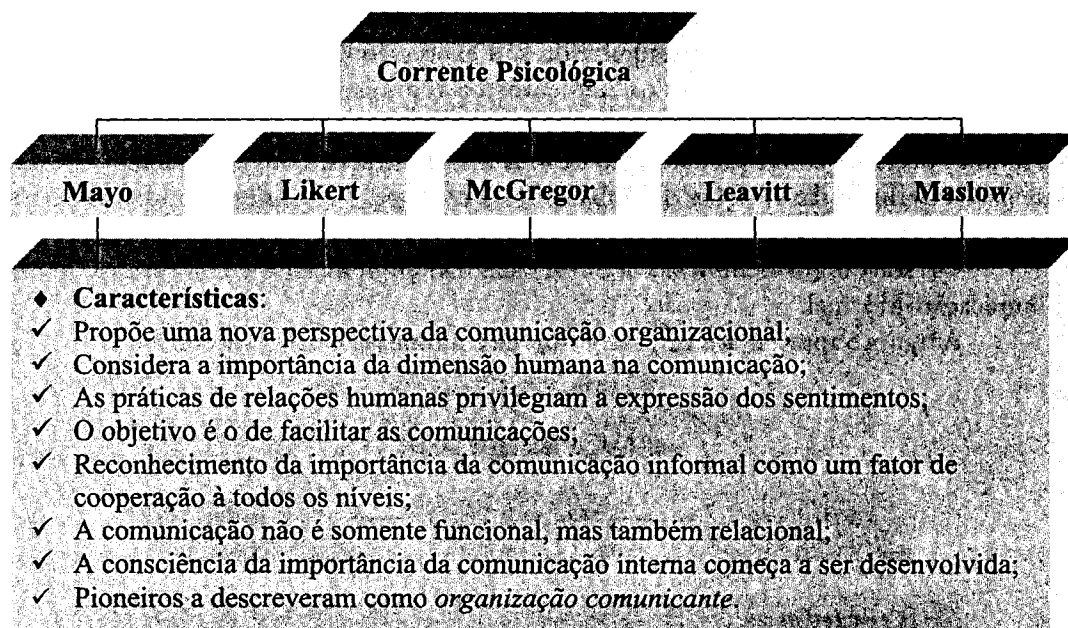 Corrente Psicológica
Mayo Likert McGregor Leavitt Maslow
♦ Características:
✓ Propõe uma nova perspectiva da comunicação organizacional;
✓ Considera a importância da dimensão humana na comunicação;
✓ As práticas de relações humanas privilegiam a expressão dos sentimentos;
✓ O objetivo é o de facilitar as comunicações;
✓ Reconhecimento da importância da comunicação informal como um fator de
cooperação à todos os níveis;
✓ A comunicação não é somente funcional, mas também relacional;
✓ A consciência da importância da comunicação interna começa a ser desenvolvida;
✓ Pioneiros a descreveram como organização comunicante.